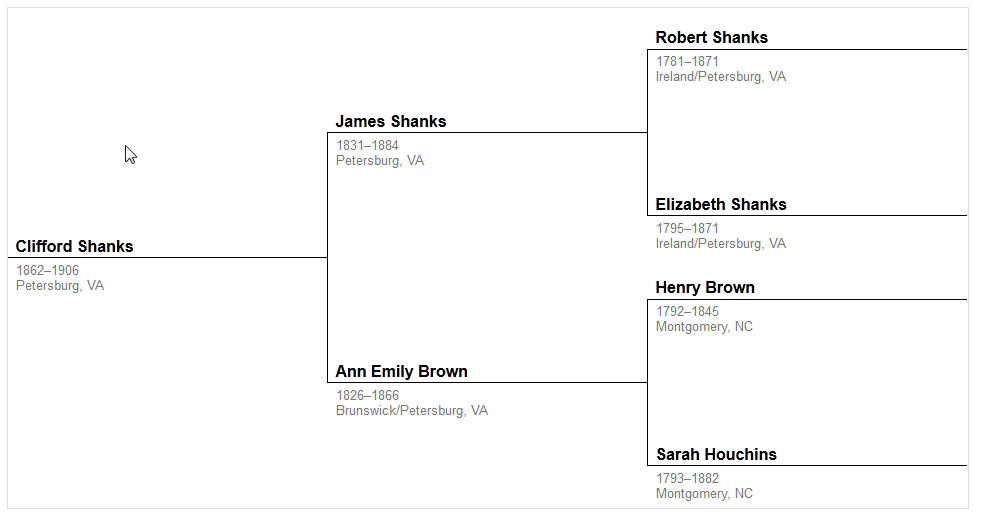 Robert Shanks
1781–1871
Ireland/Petersburg, VA
James Shanks
1831–1884
Petersburg, VA
Elizabeth Shanks
1795–1871
Ireland/Petersburg, VA
Clifford Shanks
1862–1906
Petersburg, VA
Henry Brown
1792–1845
Montgomery, NC
Ann Emily Brown
1826–1866
Brunswick/Petersburg, VA
Sarah Houchins
1793–1882
Montgomery, NC